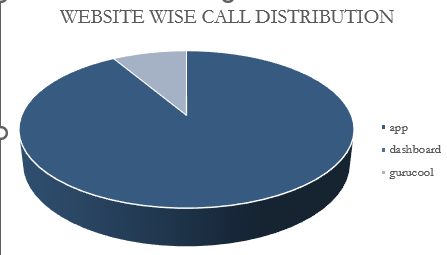 WEBSITE WISE CALL DISTRIBUTION
app
dashboard
gurucool